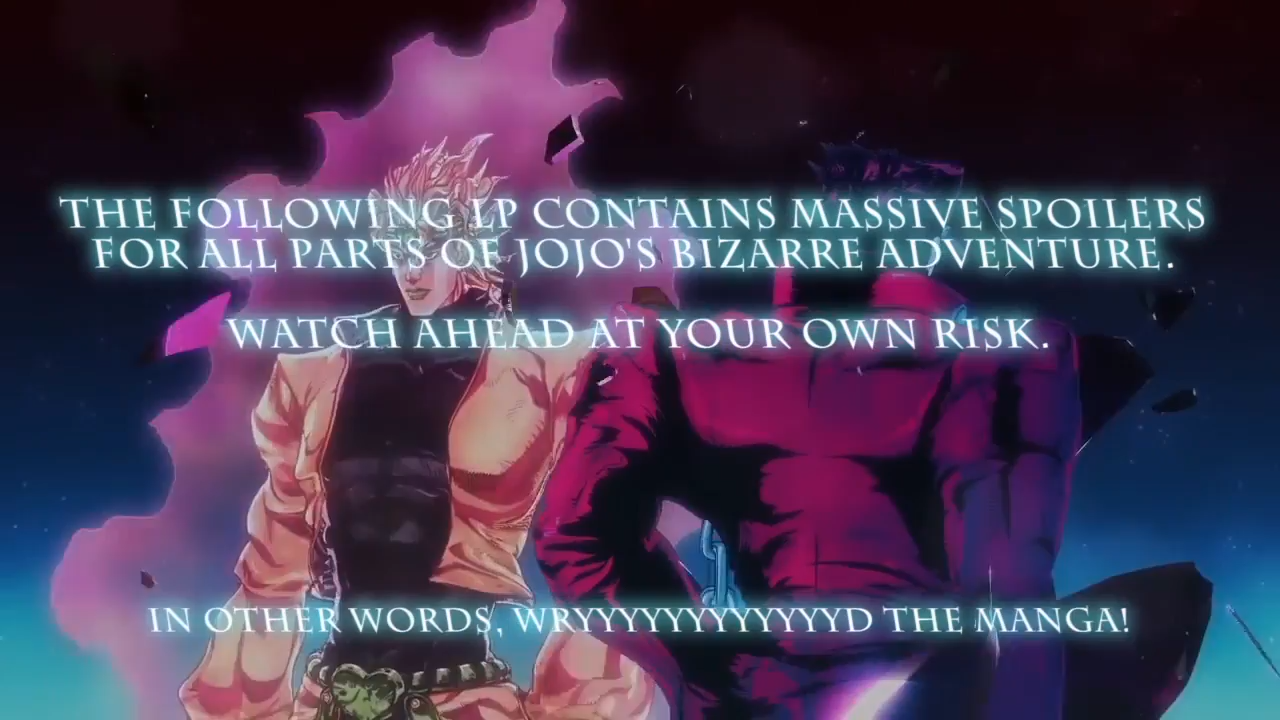 THE FOLLOWING LP CONTAINS MASSIVE SPOILERS
FOR ALL PARTS OF JOJO'S BIZARRE ADVENTURE.
WATCH AHEAD AT YOUR OWN RISK.
IN OTHER WORDS, WRYYYYYYYYYYYYD THE MANGA!